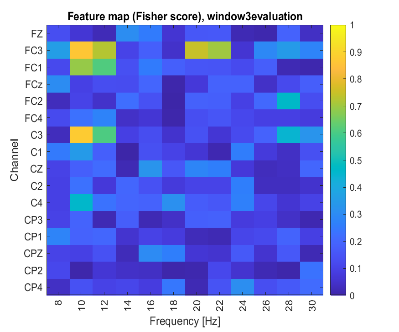 Feature map (Fisher score), window3evaluation
FZ
FC3
FC1
FCz
FC2
FC4
C3
C1
CZ
C2
C4
CP3
CP1
CPZ
CP2
CP4
Channel
8 10 12 14 16 18 20 22 24 26 28 30
Frequency [Hz]
1
0.9
0.8
0.7
0.6
0.5
0.4
0.3
0.2
0.1
0